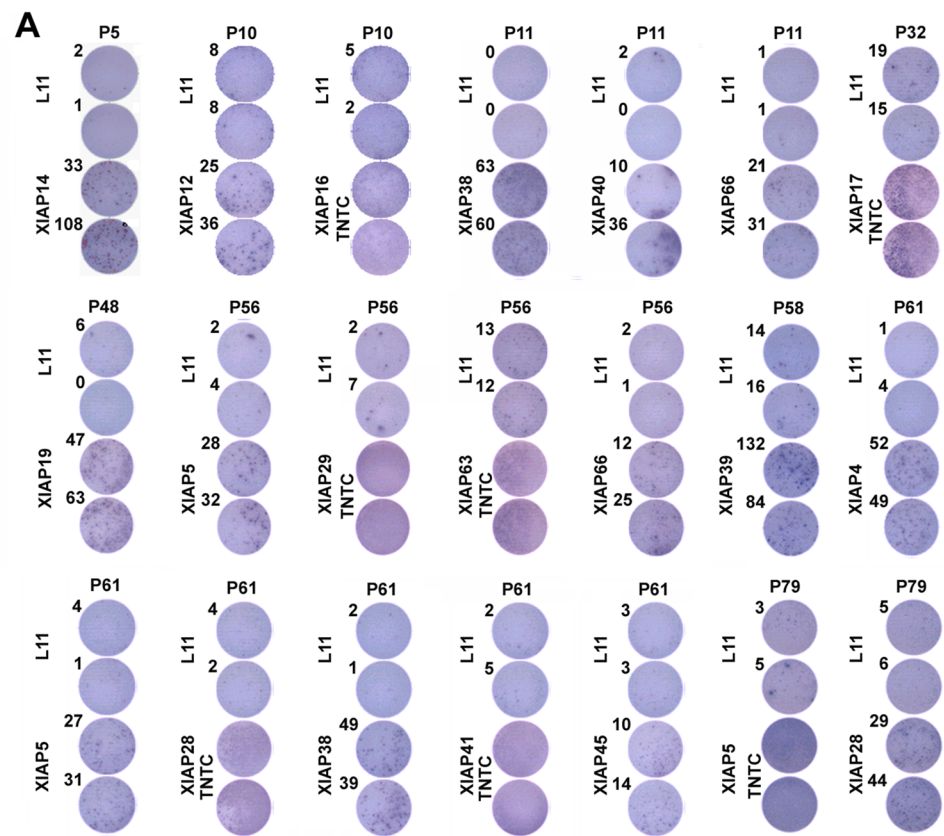 A
P5 P10 P10 P11 P11 P11 P32
2 8 5 0 2 1 19
L11 L11 L11 L11 L11 L11 L11
1 8 2 0 0 1 15
33 25 63 10 21
XIAP14 XIAP12 XIAP16 TNTC XIAP38 XIAP40 XIAP66 XIAP17 TNTC
108 36 60 36 31
P48 P56 P56 P56 P56 P58 P61
6 2 2 13 2 14 1
L11 L11 L11 L11 L11 L11 L11
0 4 7 12 1 16 4
47 28 12 132 52
XIAP19 XIAP5 XIAP29 TNTC XIAP63 TNTC XIAP66 XIAP39 XIAP4
63 32 25 84 49
P61 P61 P61 P61 P61 P79 P79
4 4 2 2 3 3 5
L11 L11 L11 L11 L11 L11 L11
1 2 1 5 3 5 6
27 49 10 29
XIAP5 XIAP28 TNTC XIAP38 XIAP41 TNTC XIAP45 XIAP5 TNTC XIAP28
31 39 14 44